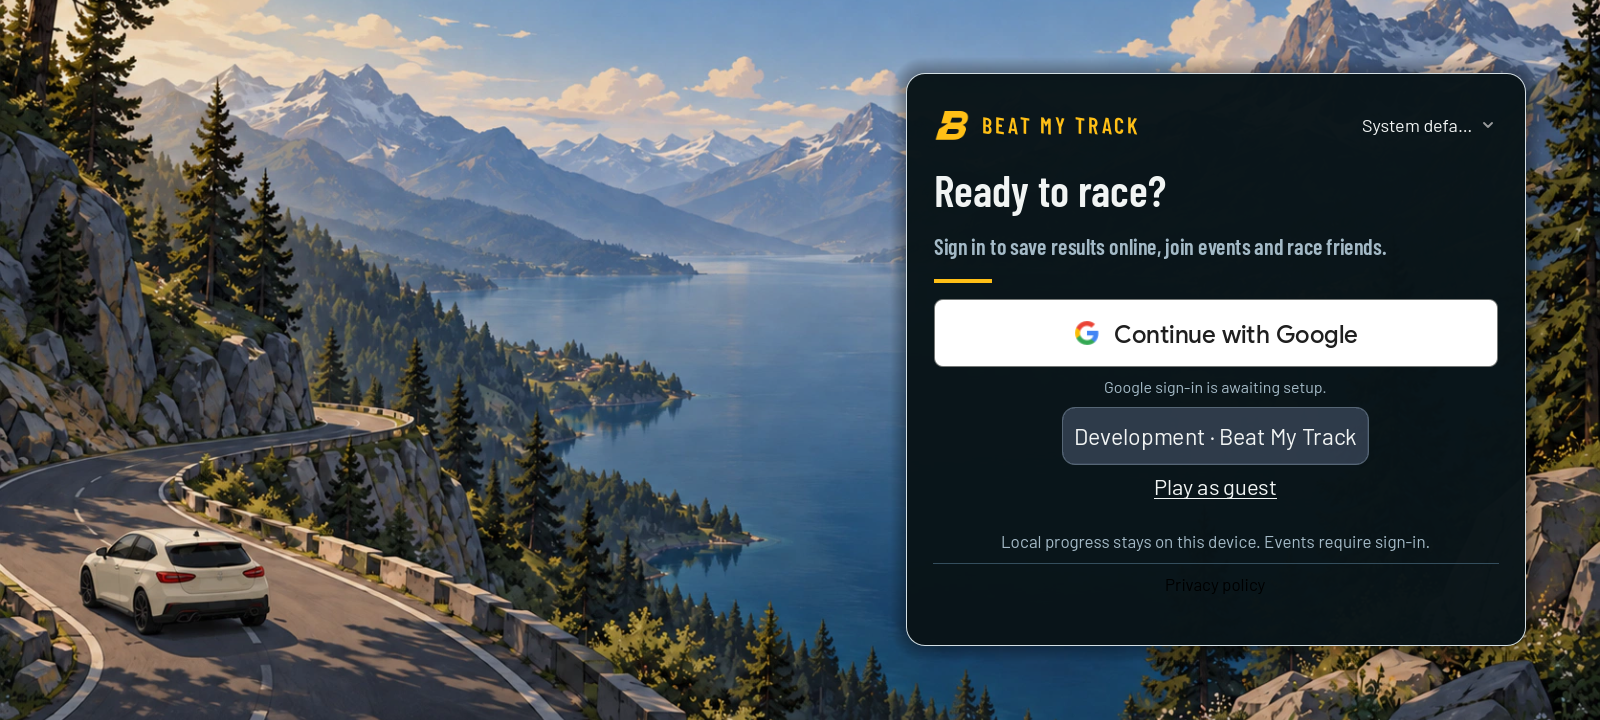 BEAT MY TRACK
System defa...
Ready to race?
Sign in to save results online, join events and race friends.
Continue with Google
Google sign-in is awaiting setup.
Development · Beat My Track
Play as guest
Local progress stays on this device. Events require sign-in.
Privacy policy